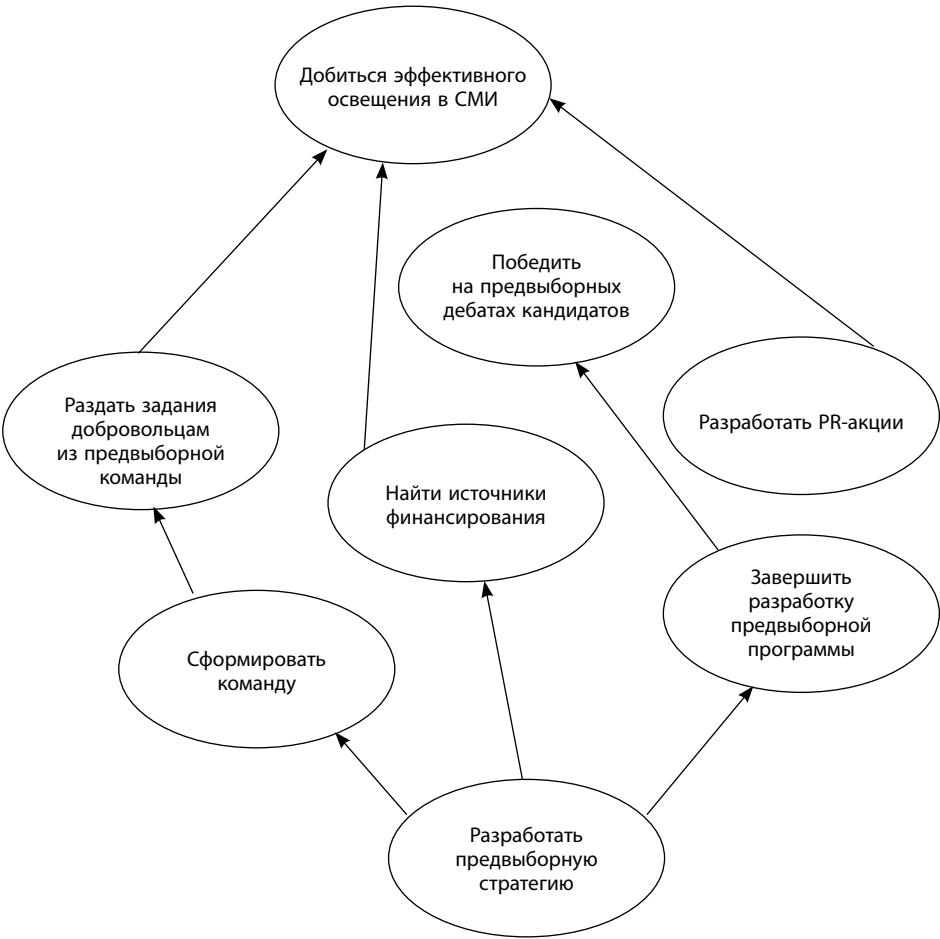 Добиться эффективного
освещения в СМИ
Победить
на предвыборных
дебатах кандидатов
Раздать задания
добровольцам
из предвыборной
команды
Разработать PR-акции
Найти источники
финансирования
Завершить
разработку
предвыборной
программы
Сформировать
команду
Разработать
предвыборную
стратегию